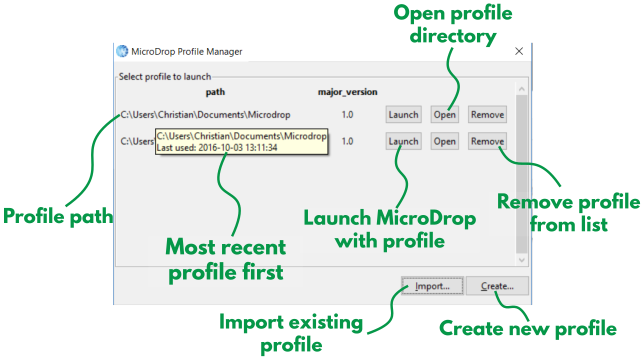 Open profile
directory
MicroDrop Profile Manager
Select profile to launch
path major_version
C:\Users\Christian\Documents\Microdrop 1.0 Launch Open Remove
C:\Users C:\Users\Christian\Documents\Microdrop 1.0 Launch Open Remove
Last used: 2016-10-03 13:11:34
Profile path
Most recent
profile first
Launch MicroDrop
with profile
Remove profile
from list
Import... Create...
Import existing
profile
Create new profile